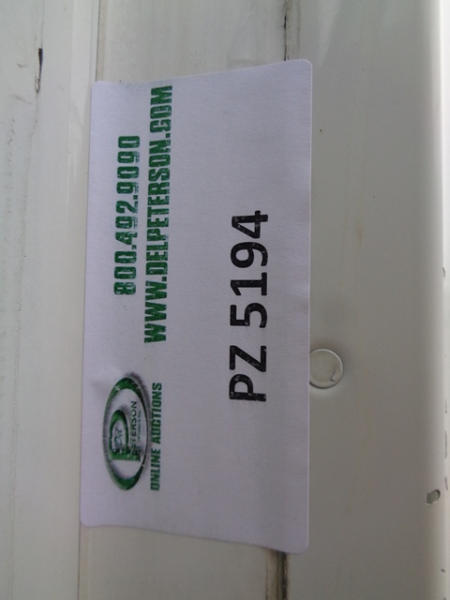 PETERSON
ONLINE AUCTIONS
800.492.9090
WWW.DELPETERSON.COM
PZ 5194